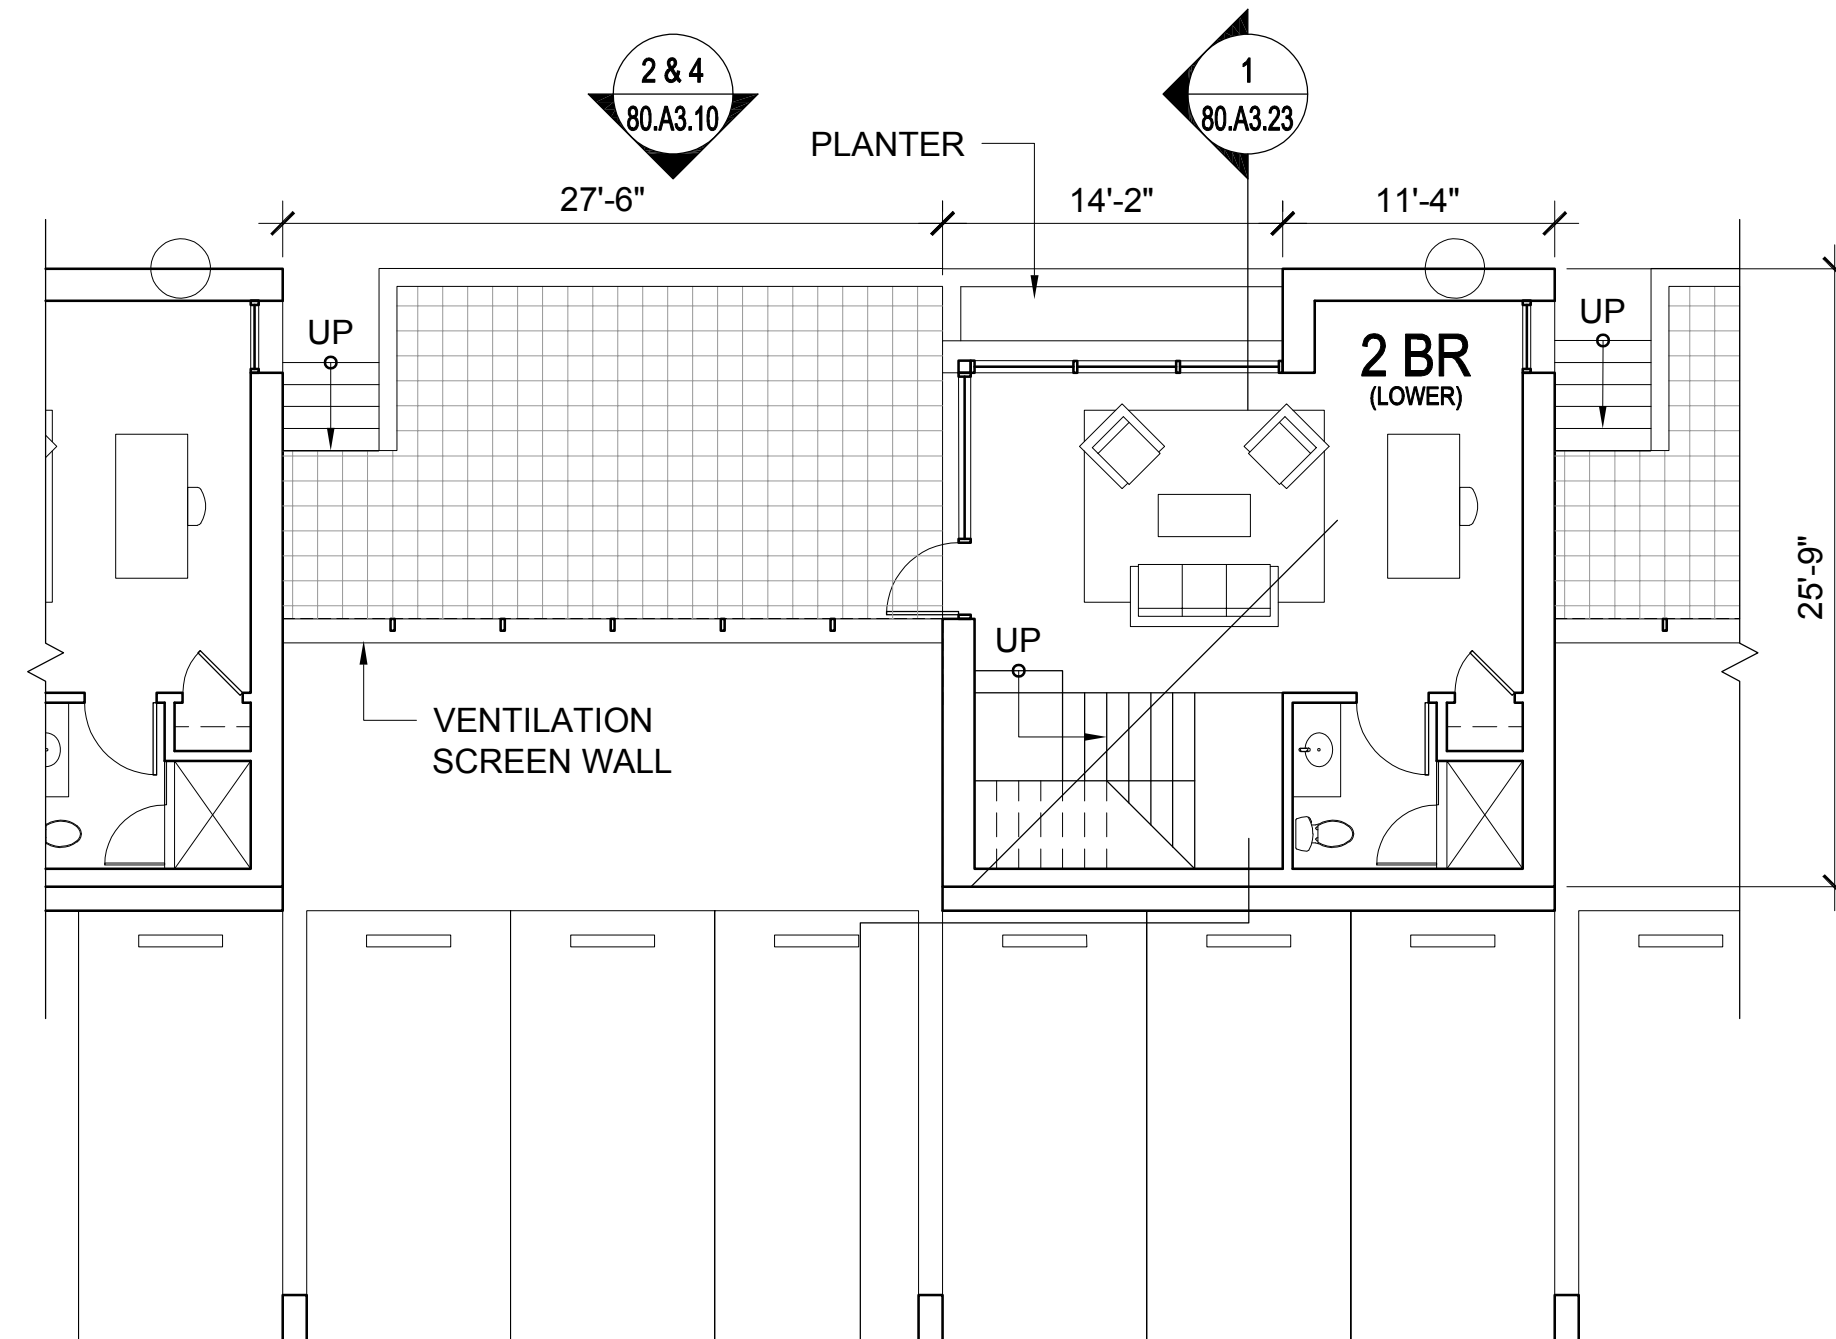 2 & 4
80.A3.10
1
80.A3.23
PLANTER
27'-6"
14'-2"
11'-4"
UP
UP
2 BR
(LOWER)
25'-9"
UP
VENTILATION
SCREEN WALL